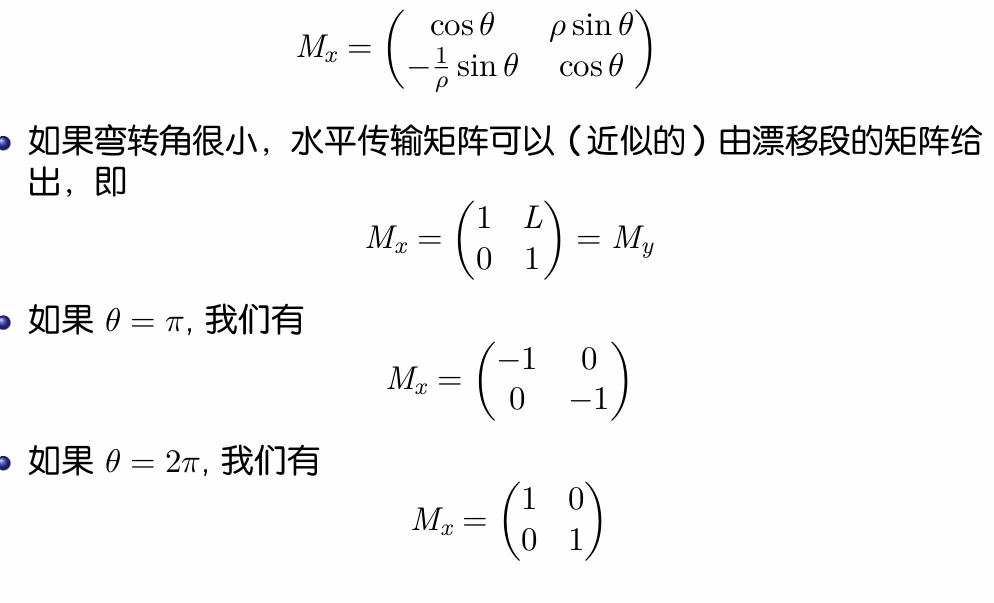 $M_x = \begin{pmatrix} \cos\theta & \rho\sin\theta \\ -\frac{1}{\rho}\sin\theta & \cos\theta \end{pmatrix}$
如果弯转角很小，水平传输矩阵可以（近似的）由漂移段的矩阵给
出，即
$M_x = \begin{pmatrix} 1 & L \\ 0 & 1 \end{pmatrix} = M_y$
如果 $\theta = \pi$, 我们有
$M_x = \begin{pmatrix} -1 & 0 \\ 0 & -1 \end{pmatrix}$
如果 $\theta = 2\pi$, 我们有
$M_x = \begin{pmatrix} 1 & 0 \\ 0 & 1 \end{pmatrix}$